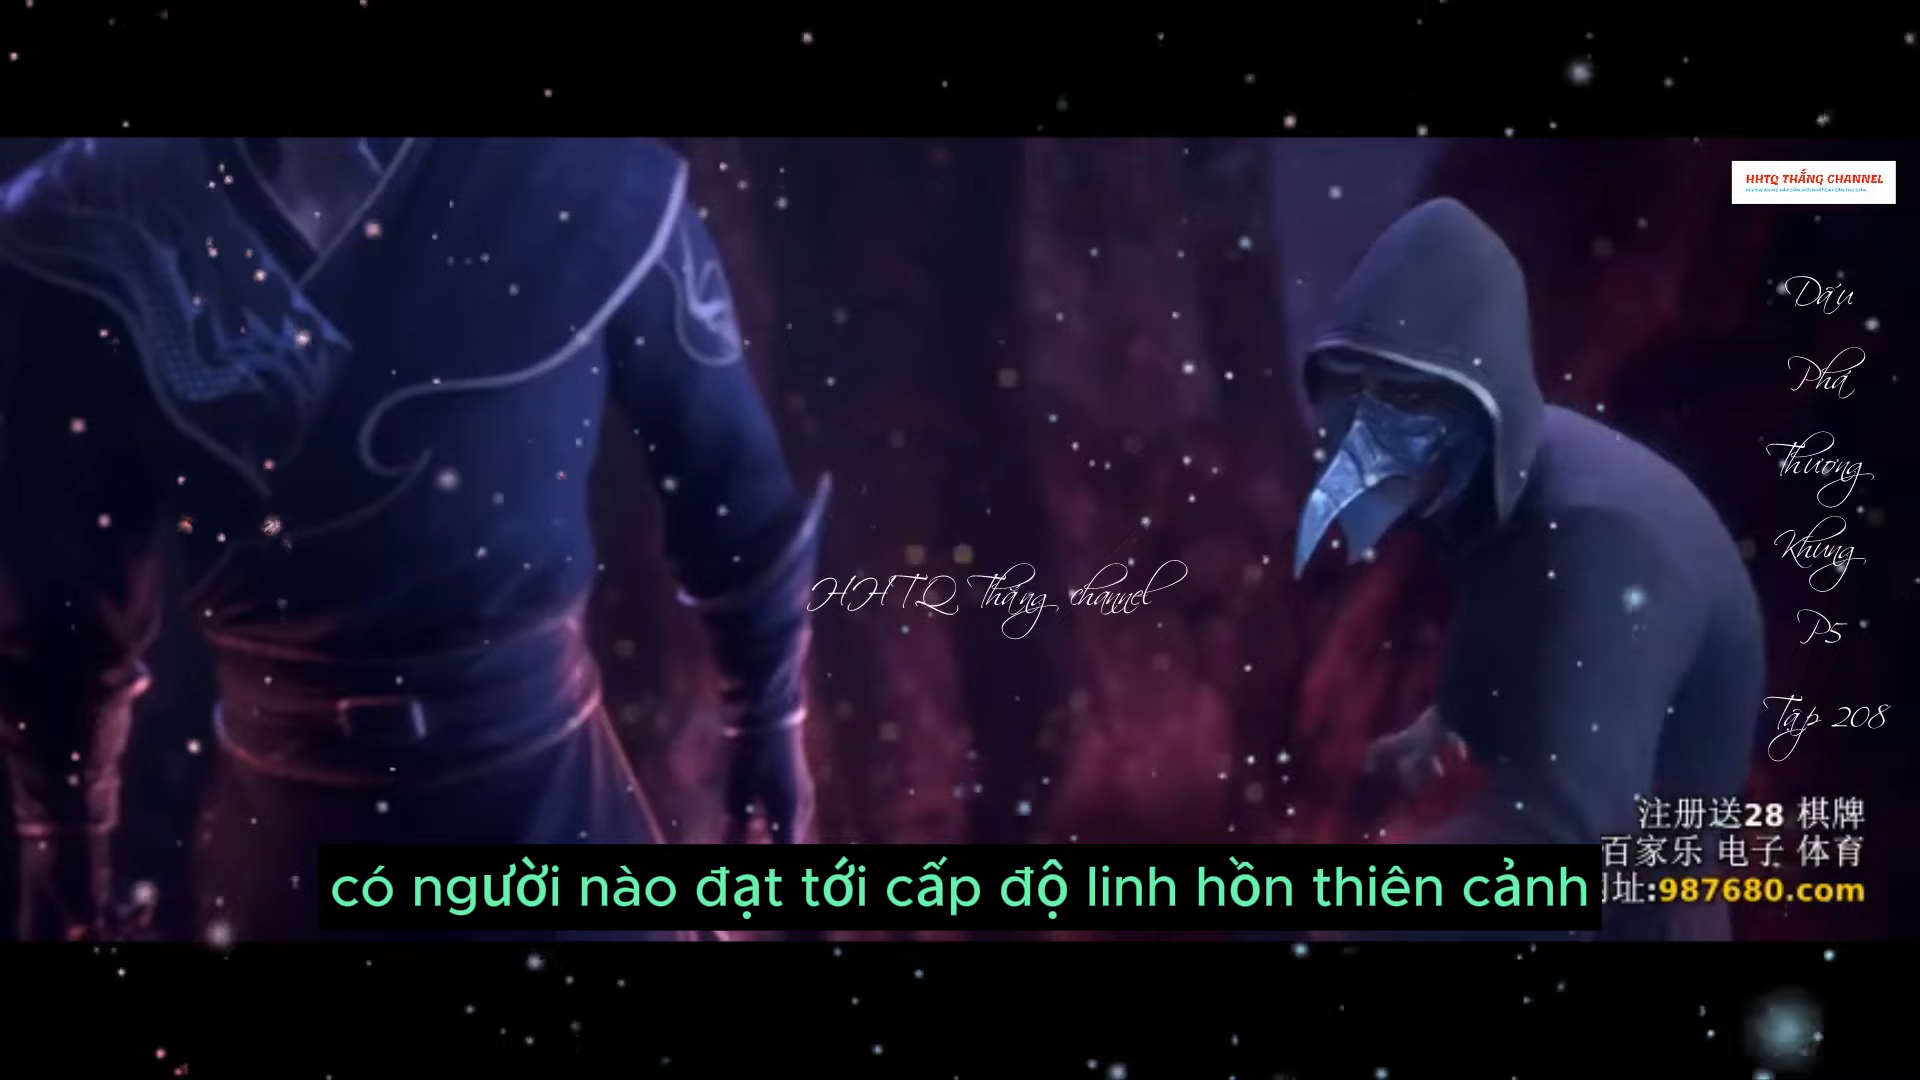 HHTQ THẮNG CHANNEL
Dấu
Phá
Thương
Khung
P5
Tập 208
HHTQ Thắng channel
注册送28 棋牌
百家乐 电子 体育
址:987680.com
có người nào đạt tới cấp độ linh hồn thiên cảnh